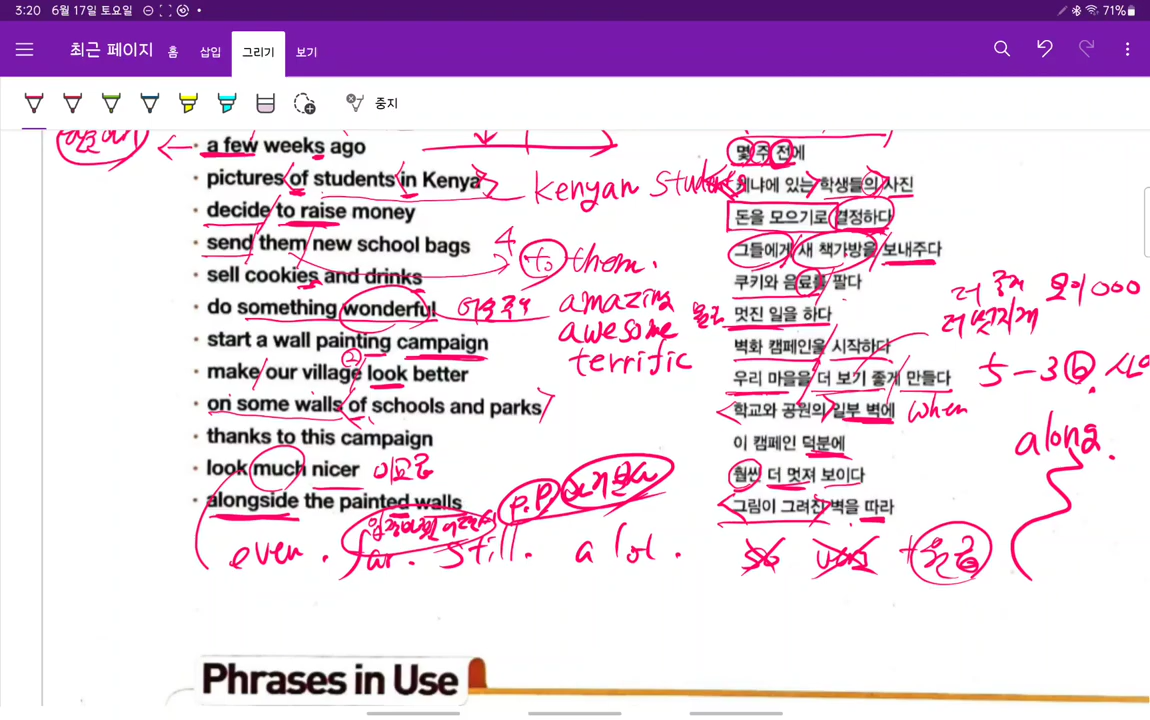 3:20 6월 17일 토요일 71%
최근 페이지 홈 삽입 그리기 보기
중지
a few weeks ago 몇 주 전에
pictures of students in Kenya Kenyan students 케냐에 있는 학생들의 사진
decide to raise money 돈을 모으기로 결정하다
send them new school bags 4 to them. 그들에게 새 책가방을 보내주다
sell cookies and drinks 쿠키와 음료를 팔다
do something wonderful amazing 멋진 일을 하다
awesome
start a wall painting campaign terrific 벽화 캠페인을 시작하다
make our village look better 우리 마을을 더 보기 좋게 만들다 5-3
on some walls of schools and parks 학교와 공원의 일부 벽에 when
thanks to this campaign 이 캠페인 덕분에 along.
look much nicer 훨씬 더 멋져 보이다
alongside the painted walls p.p 그림이 그려진 벽을 따라
even. far. still. a lot. so very
Phrases in Use